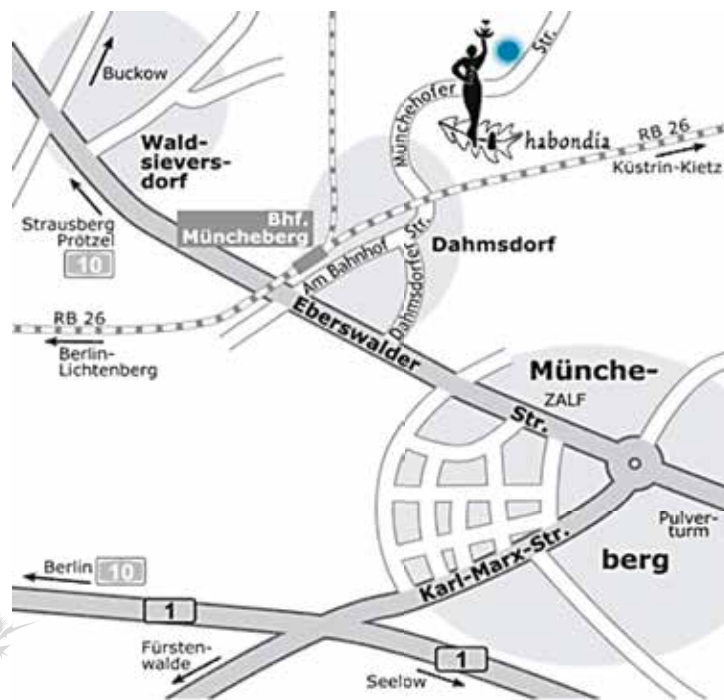 Buckow
Str.
Münchehofer
habondia
RB 26
Küstrin-Kietz
Wald-
sievers-
dorf
Strausberg
Prötzel
10
Bhf.
Müncheberg
Am Bahnhof
Dahmsdorfer Str.
Dahmsdorf
RB 26
Berlin-
Lichtenberg
Eberswalder
Str.
Münche-
ZALF
Pulver-
turm
berg
Karl-Marx-Str.
Berlin 10
1
Fürsten-
walde
1
Seelow